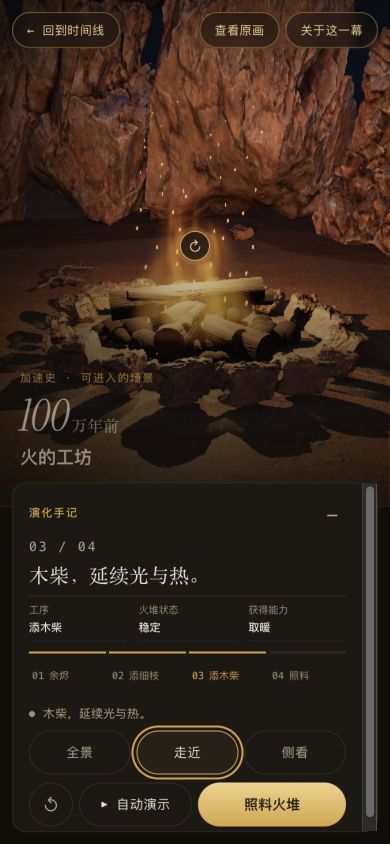 ← 回到时间线
查看原画
关于这一幕
加速史 · 可进入的场景
100万年前
火的工坊
演化手记
03 / 04
木柴，延续光与热。
工序 火堆状态 获得能力
添木柴 稳定 取暖
01 余烬 02 添细枝 03 添木柴 04 照料
木柴，延续光与热。
全景 走近 侧看
自动演示 照料火堆